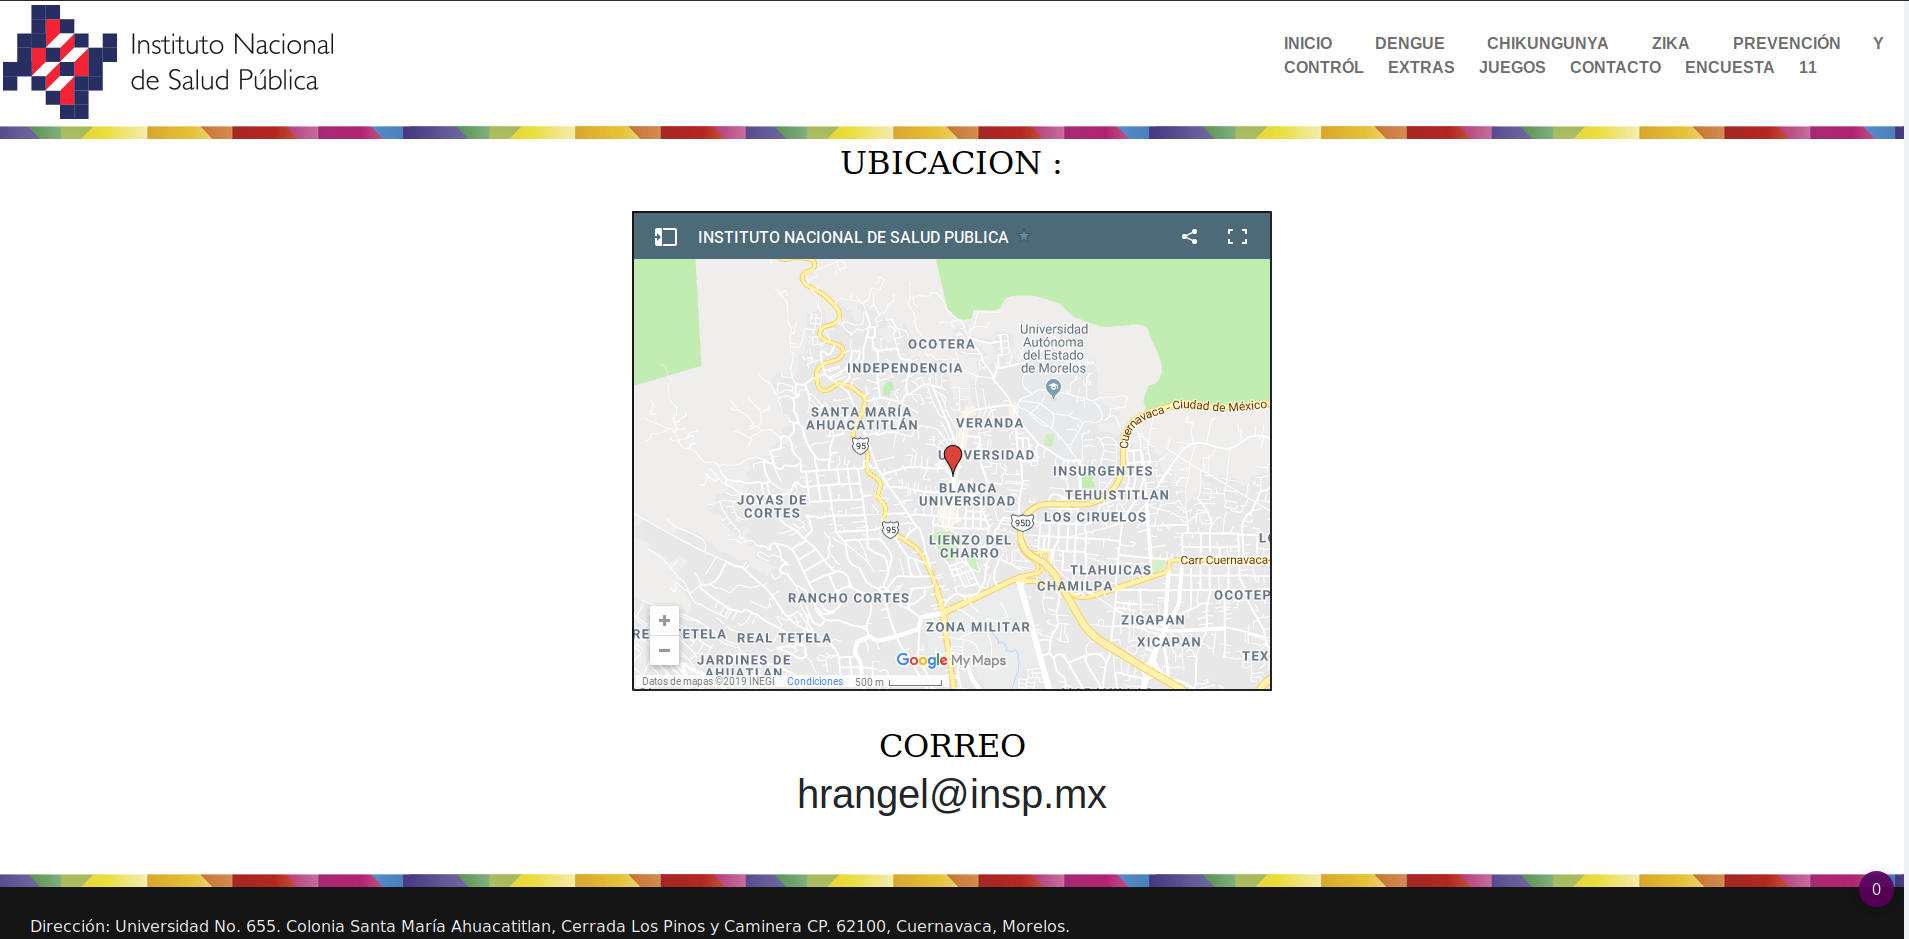 Instituto Nacional
de Salud Pública
INICIO DENGUE CHIKUNGUNYA ZIKA PREVENCIÓN Y
CONTRÓL EXTRAS JUEGOS CONTACTO ENCUESTA 11
UBICACION :
INSTITUTO NACIONAL DE SALUD PUBLICA
Universidad
Autónoma
del Estado
de Morelos
OCOTERA
INDEPENDENCIA
Cuernavaca - Ciudad de México
SANTA MARÍA
AHUACATITLÁN
VERANDA
95
UNIVERSIDAD
INSURGENTES
BLANCA
UNIVERSIDAD
TEHUISTITLAN
JOYAS DE
CORTES
LOS CIRUELOS
95D
95
LIENZO DEL
CHARRO
Carr Cuernavaca-
TLAHUICAS
CHAMILPA
RANCHO CORTES
OCOTEP
ZIGAPAN
ZONA MILITAR
TETELA
REAL TETELA
XICAPAN
TEX
JARDINES DE
AHUATLAN
Google My Maps
Datos de mapas ©2019 INEGI Condiciones 500 m
CORREO
hrangel@insp.mx
0
Dirección: Universidad No. 655. Colonia Santa María Ahuacatitlan, Cerrada Los Pinos y Caminera CP. 62100, Cuernavaca, Morelos.